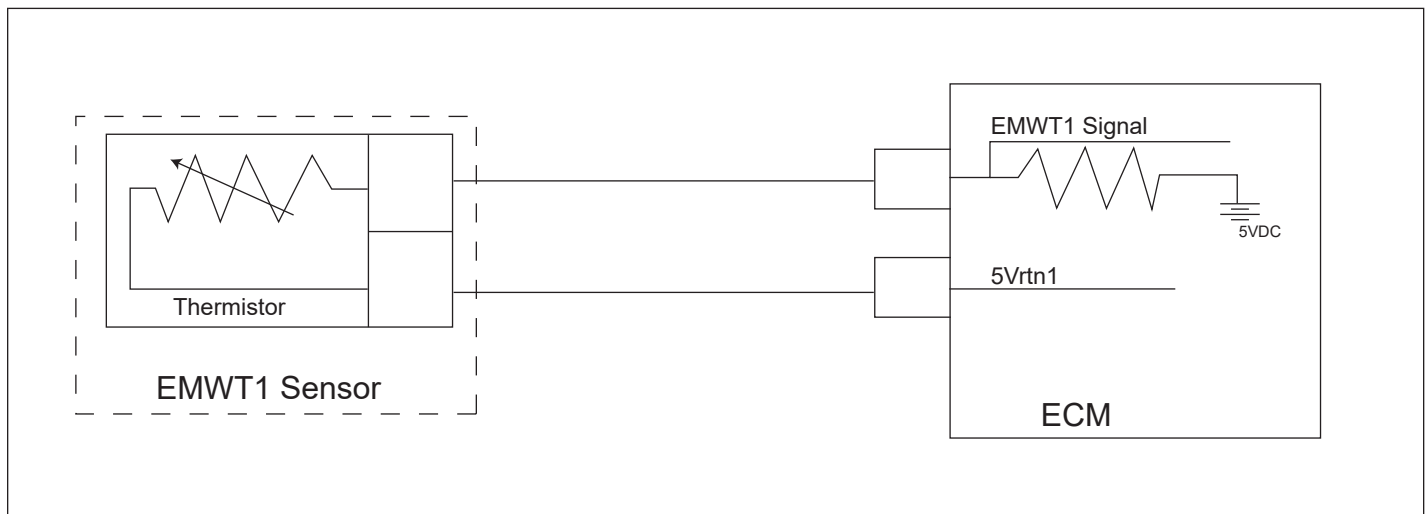 EMWT1 Signal
5VDC
5Vrtn1
Thermistor
EMWT1 Sensor
ECM